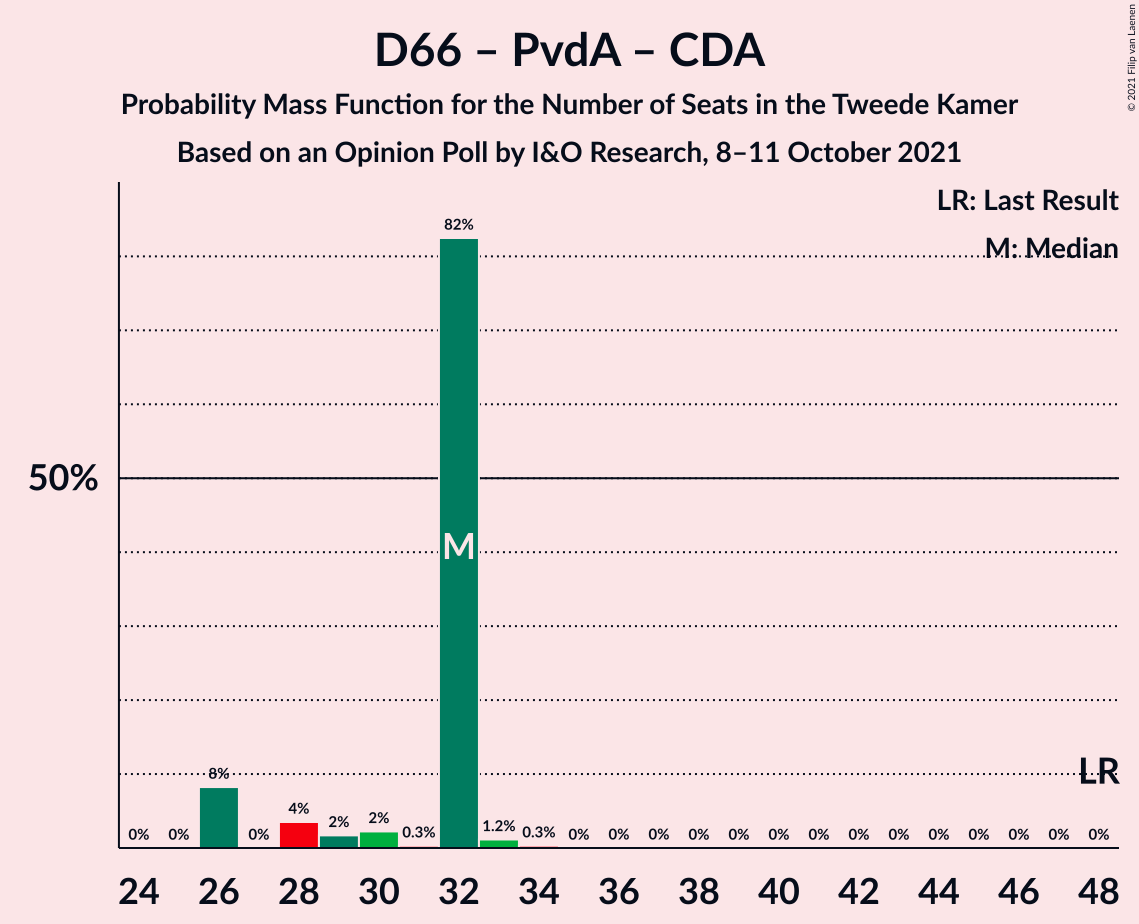 D66 – PvdA – CDA
Probability Mass Function for the Number of Seats in the Tweede Kamer
Based on an Opinion Poll by I&O Research, 8–11 October 2021
© 2021 Filip van Laenen
LR: Last Result
M: Median
50%
82%
M
8%
4%
2%
2%
0.3%
1.2%
0.3%
LR
0% 0% 0% 0% 0% 0% 0% 0% 0% 0% 0% 0% 0% 0% 0% 0% 0%
24 26 28 30 32 34 36 38 40 42 44 46 48